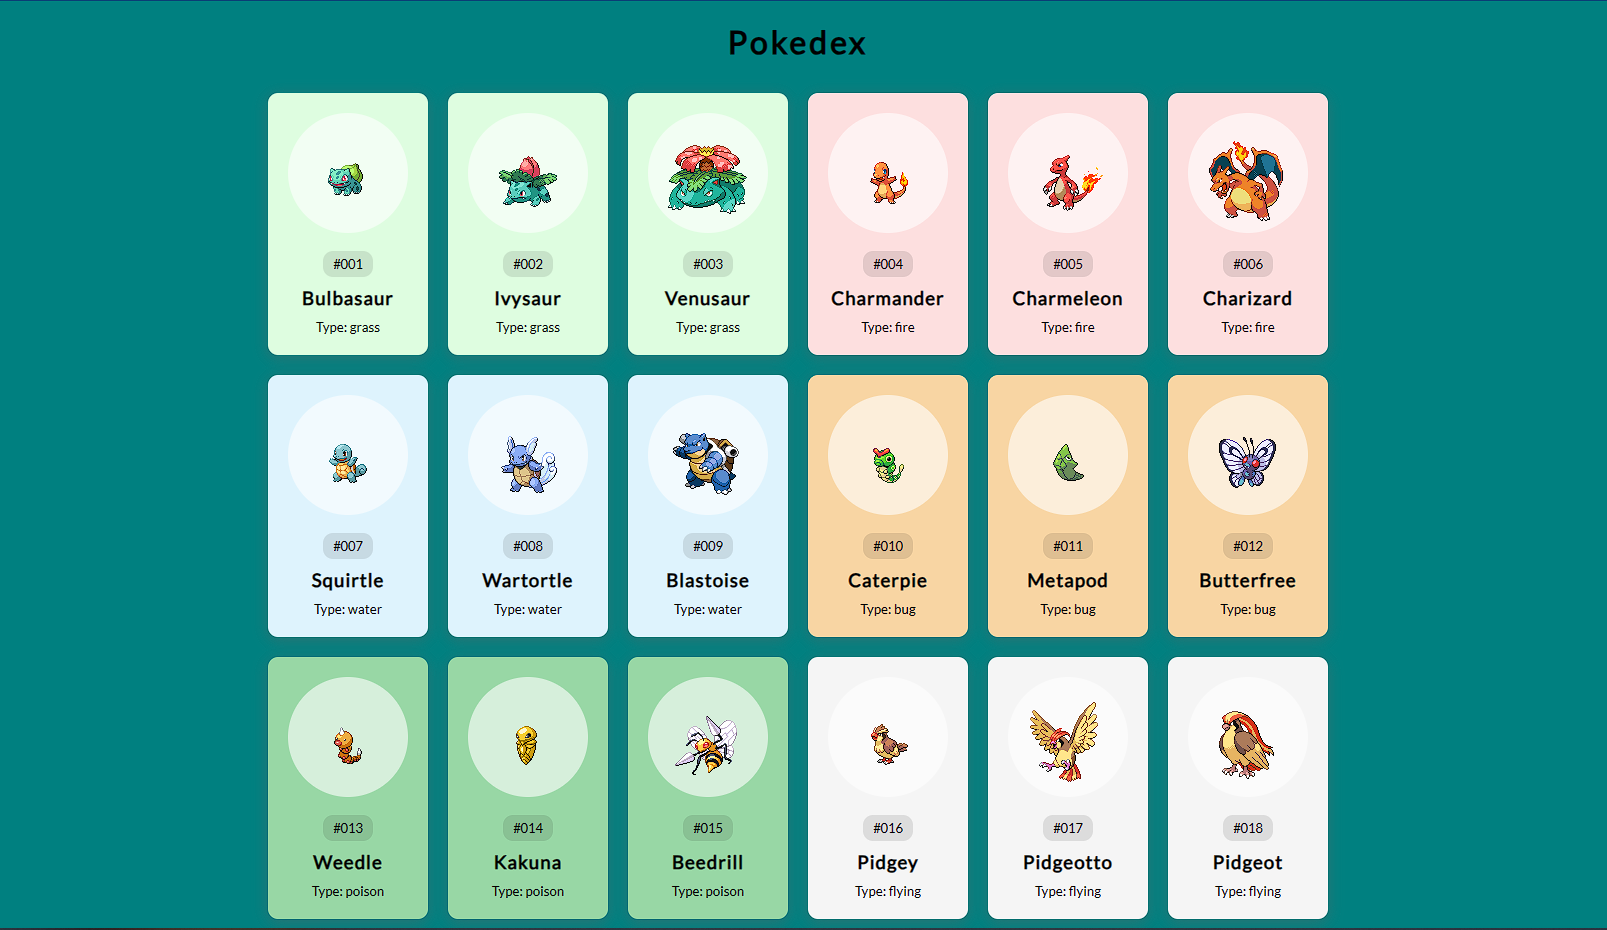 Pokedex
#001
Bulbasaur
Type: grass
#002
Ivysaur
Type: grass
#003
Venusaur
Type: grass
#004
Charmander
Type: fire
#005
Charmeleon
Type: fire
#006
Charizard
Type: fire
#007
Squirtle
Type: water
#008
Wartortle
Type: water
#009
Blastoise
Type: water
#010
Caterpie
Type: bug
#011
Metapod
Type: bug
#012
Butterfree
Type: bug
#013
Weedle
Type: poison
#014
Kakuna
Type: poison
#015
Beedrill
Type: poison
#016
Pidgey
Type: flying
#017
Pidgeotto
Type: flying
#018
Pidgeot
Type: flying